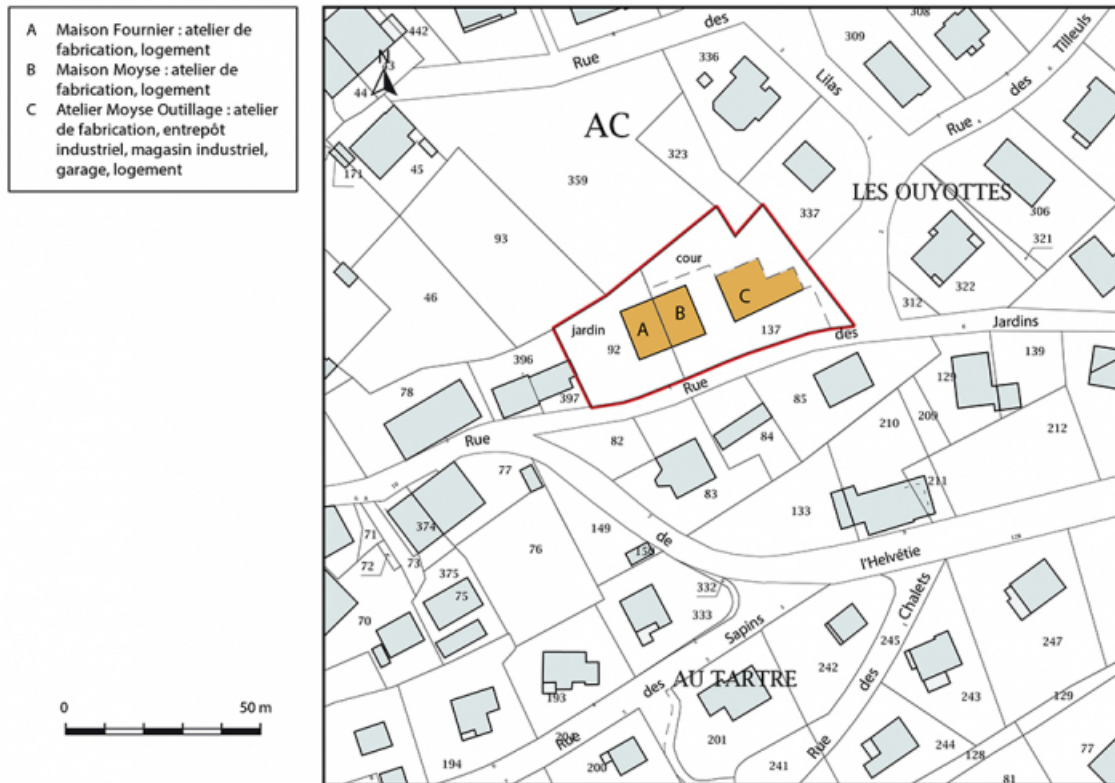 A Maison Fournier : atelier de
fabrication, logement
B Maison Moyse : atelier de
fabrication, logement
C Atelier Moyse Outillage : atelier
de fabrication, entrepôt
industriel, magasin industriel,
garage, logement
0 50 m
N
442
44
45
171
46
93
359
AC
323
336
337
309
308
Rue des Lilas
Rue des Tilleuls
LES OUYOTTES
306
321
322
312
cour
jardin
A
B
C
92
137
Rue des Jardins
396
397
78
Rue de l'Helvétie
82
83
84
85
129
139
209
210
211
212
133
77
374
76
149
71
72
73
375
75
70
332
333
Rue des Sapins
AU TARTRE
193
194
200
201
242
245
241
Rue des Chalets
243
244
247
129
128
77
81